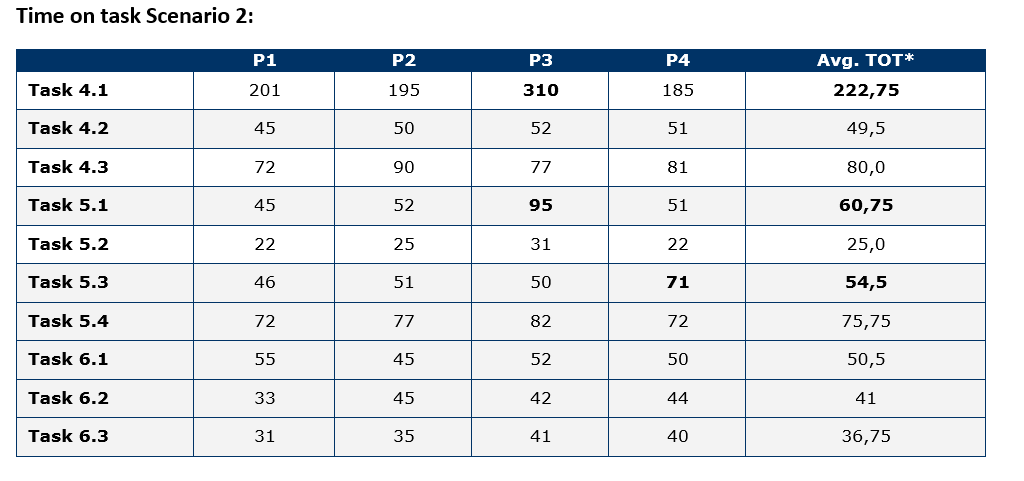 Time on task Scenario 2:
P1 P2 P3 P4 Avg. TOT*
Task 4.1 201 195 310 185 222,75
Task 4.2 45 50 52 51 49,5
Task 4.3 72 90 77 81 80,0
Task 5.1 45 52 95 51 60,75
Task 5.2 22 25 31 22 25,0
Task 5.3 46 51 50 71 54,5
Task 5.4 72 77 82 72 75,75
Task 6.1 55 45 52 50 50,5
Task 6.2 33 45 42 44 41
Task 6.3 31 35 41 40 36,75